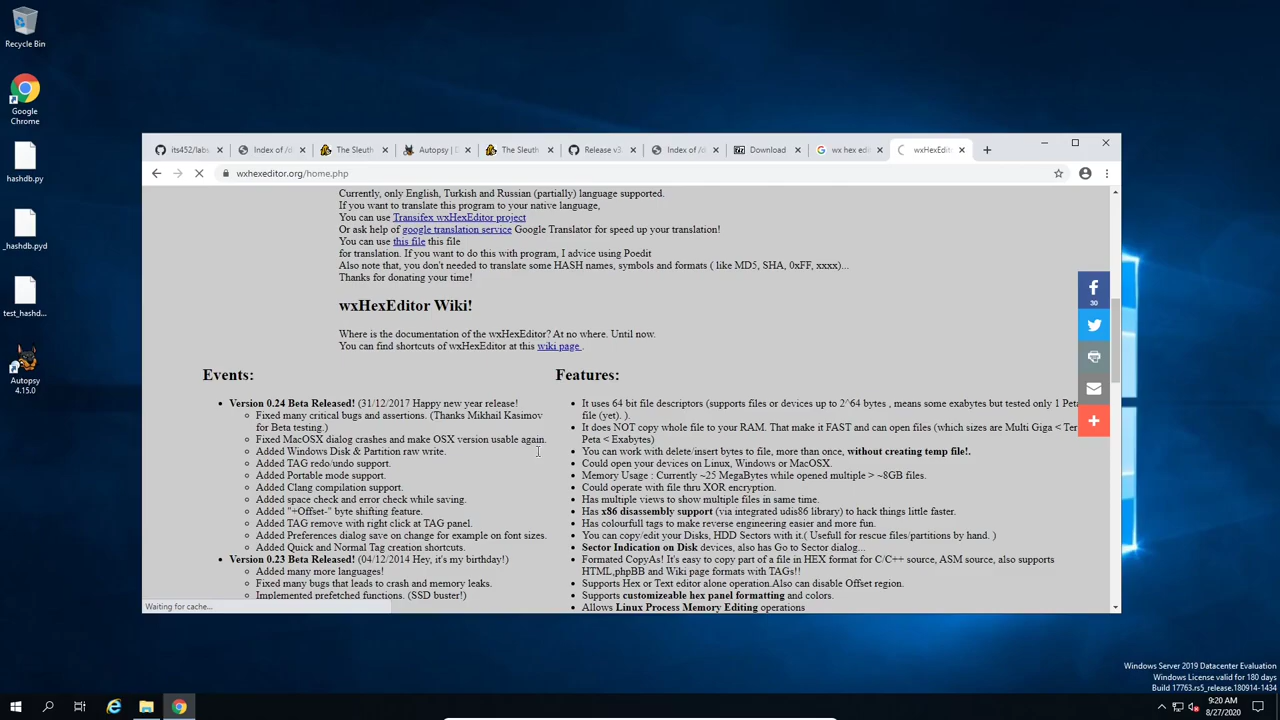 Recycle Bin
Google
Chrome
hashdb.py
_hashdb.pyd
test_hashd...
Autopsy
4.15.0
its452/labs
Index of /d
The Sleuth
Autopsy | D
The Sleuth
Release v3.
Index of /di
Download
wx hex edi
wxHexEdit
wxhexeditor.org/home.php
Currently, only English, Turkish and Russian (partially) language supported.
If you want to translate this program to your native language,
You can use Transifex wxHexEditor project
Or ask help of google translation service Google Translator for speed up your translation!
You can use this file this file
for translation. If you want to do this with program, I advice using Poedit
Also note that, you don't needed to translate some HASH names, symbols and formats ( like MD5, SHA, 0xFF, xxxx)...
Thanks for donating your time!
wxHexEditor Wiki!
Where is the documentation of the wxHexEditor? At no where. Until now.
You can find shortcuts of wxHexEditor at this wiki page .
Events:
Version 0.24 Beta Released! (31/12/2017 Happy new year release!
Fixed many critical bugs and assertions. (Thanks Mikhail Kasimov
for Beta testing.)
Fixed MacOSX dialog crashes and make OSX version usable again.
Added Windows Disk & Partition raw write.
Added TAG redo/undo support.
Added Portable mode support.
Added Clang compilation support.
Added space check and error check while saving.
Added "+Offset-" byte shifting feature.
Added TAG remove with right click at TAG panel.
Added Preferences dialog save on change for example on font sizes.
Added Quick and Normal Tag creation shortcuts.
Version 0.23 Beta Released! (04/12/2014 Hey, it's my birthday!)
Added many more languages!
Fixed many bugs that leads to crash and memory leaks.
Implemented prefetched functions. (SSD buster!)
Features:
It uses 64 bit file descriptors (supports files or devices up to 2^64 bytes , means some exabytes but tested only 1 Peta
file (yet). ).
It does NOT copy whole file to your RAM. That make it FAST and can open files (which sizes are Multi Giga < Ter
Peta < Exabytes)
You can work with delete/insert bytes to file, more than once, without creating temp file!.
Could open your devices on Linux, Windows or MacOSX.
Memory Usage : Currently ~25 MegaBytes while opened multiple > ~8GB files.
Could operate with file thru XOR encryption.
Has multiple views to show multiple files in same time.
Has x86 disassembly support (via integrated udis86 library) to hack things little faster.
Has colourfull tags to make reverse engineering easier and more fun.
You can copy/edit your Disks, HDD Sectors with it.( Usefull for rescue files/partitions by hand. )
Sector Indication on Disk devices, also has Go to Sector dialog...
Formated CopyAs! It's easy to copy part of a file in HEX format for C/C++ source, ASM source, also supports
HTML,phpBB and Wiki page formats with TAGs!!
Supports Hex or Text editor alone operation.Also can disable Offset region.
Supports customizeable hex panel formatting and colors.
Allows Linux Process Memory Editing operations
30
Waiting for cache...
Windows Server 2019 Datacenter Evaluation
Windows License valid for 180 days
Build 17763.rs5_release.180914-1434
9:20 AM
8/27/2020